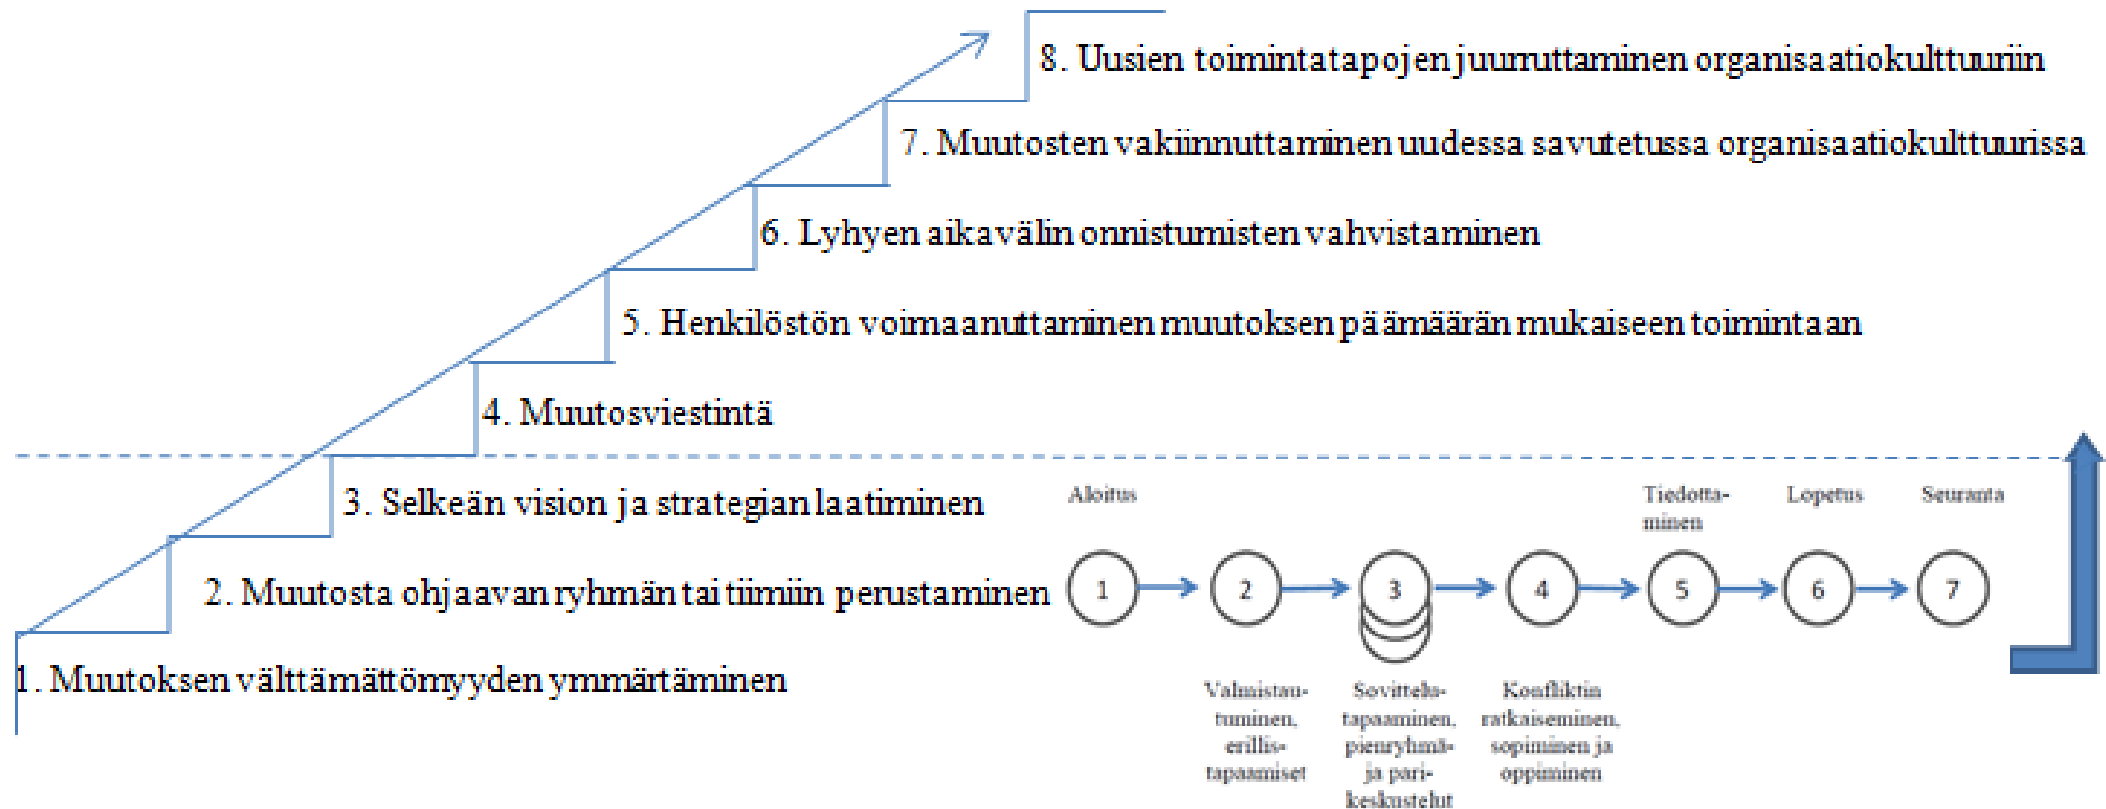 8. Uusien toimintatapojen juurruttaminen organisaatiokulttuuriin
7. Muutosten vakiinnuttaminen uudessa savutetussa organisaatiokulttuurissa
6. Lyhyen aikavälin onnistumisten vahvistaminen
5. Henkilöstön voimaanuttaminen muutoksen päämäärän mukaiseen toimintaan
4. Muutosviestintä
3. Selkeän vision ja strategian laatiminen
2. Muutosta ohjaavan ryhmän tai tiimiin perustaminen
1. Muutoksen välttämättömyyden ymmärtäminen
Aloitus
1
2
Valmistau-
tuminen,
erillis-
tapaamiset
3
Sovittelu-
tapaaminen,
pienryhmä-
ja pari-
keskustelut
4
Konfliktin
ratkaiseminen,
sopiminen ja
oppiminen
Tiedotta-
minen
5
Lopetus
6
Seuranta
7